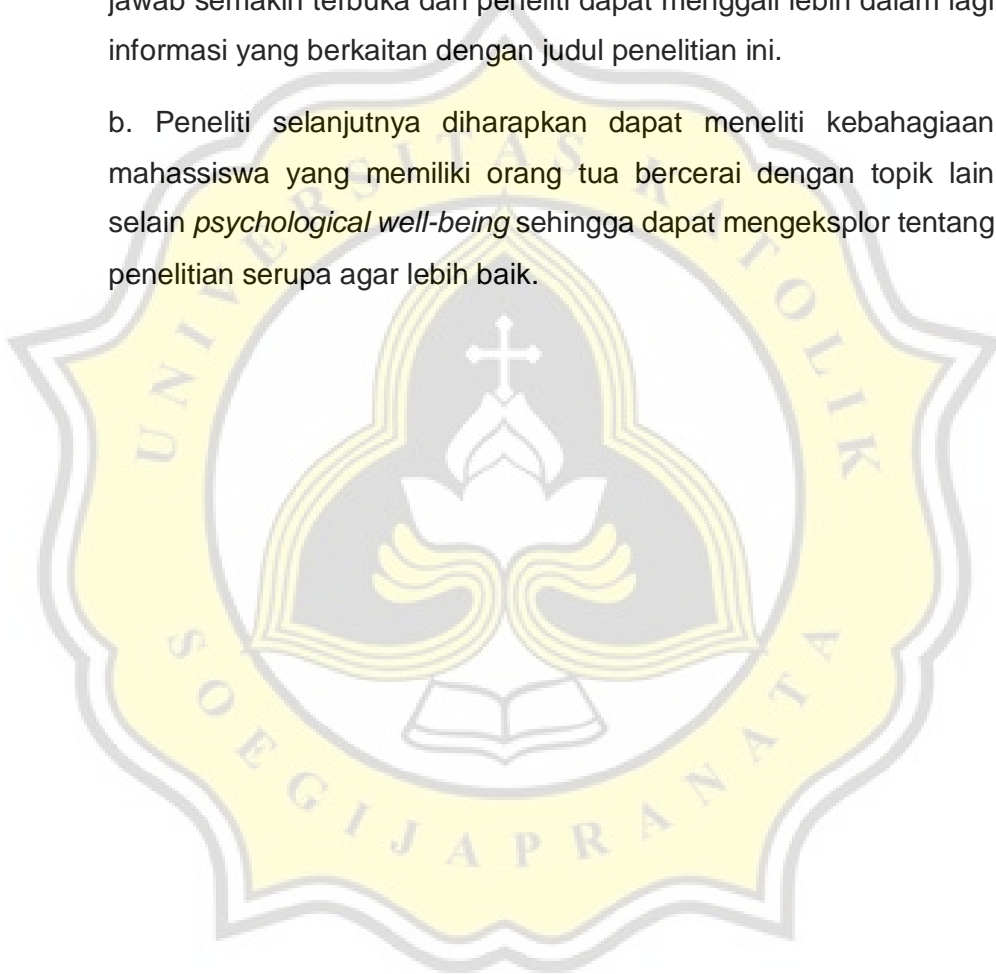 jawab semakin terbuka dan peneliti dapat menggali lebih dalam lagi
informasi yang berkaitan dengan judul penelitian ini.
b. Peneliti selanjutnya diharapkan dapat meneliti kebahagiaan
mahassiswa yang memiliki orang tua bercerai dengan topik lain
selain psychological well-being sehingga dapat mengeksplor tentang
penelitian serupa agar lebih baik.
UNIVERSITAS KATOLIK
SOEGIJAPRANATA